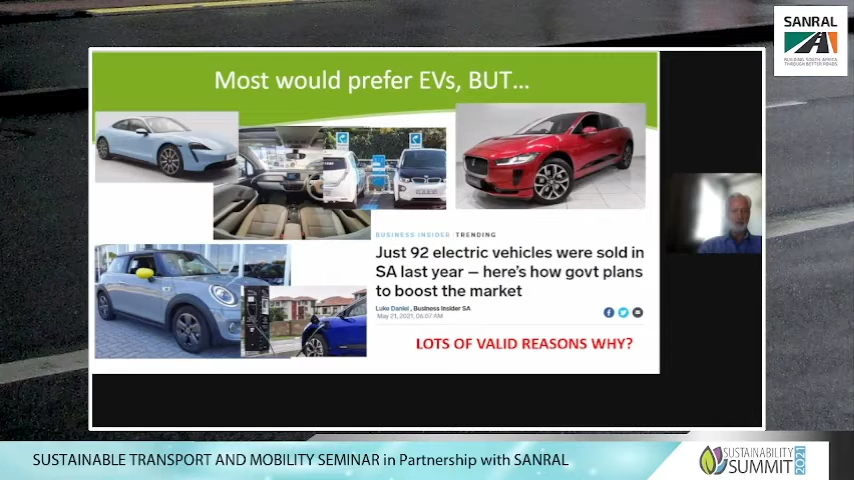 SANRAL
BUILDING SOUTH AFRICA
THROUGH BETTER ROADS
Most would prefer EVs, BUT...
BUSINESS INSIDER TRENDING
Just 92 electric vehicles were sold in
SA last year – here's how govt plans
to boost the market
Luke Daniel, Business Insider SA
May 21, 2021, 06:07 AM
LOTS OF VALID REASONS WHY?
SUSTAINABLE TRANSPORT AND MOBILITY SEMINAR in Partnership with SANRAL
SUSTAINABILITY
SUMMIT 2021